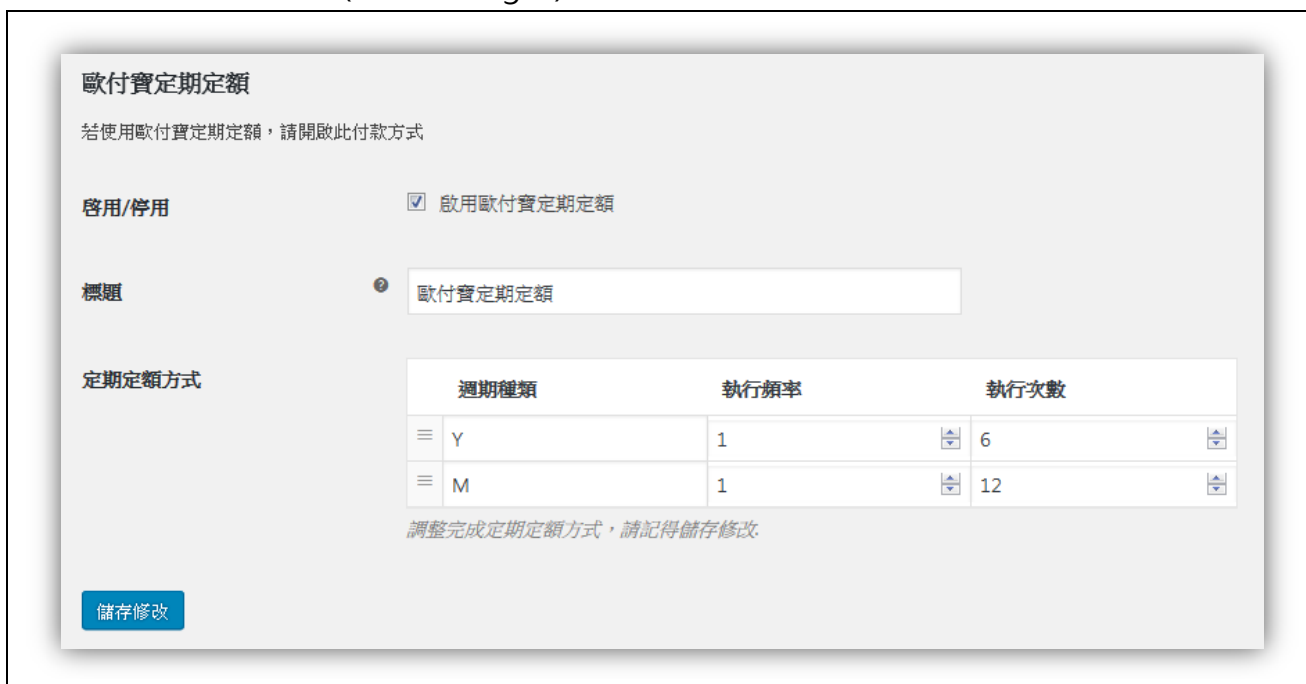 歐付寶定期定額
若使用歐付寶定期定額，請開啟此付款方式
啓用/停用
啟用歐付寶定期定額
標題
歐付寶定期定額
定期定額方式
週期種類 執行頻率 執行次數
Y 1 6
M 1 12
調整完成定期定額方式，請記得儲存修改.
儲存修改